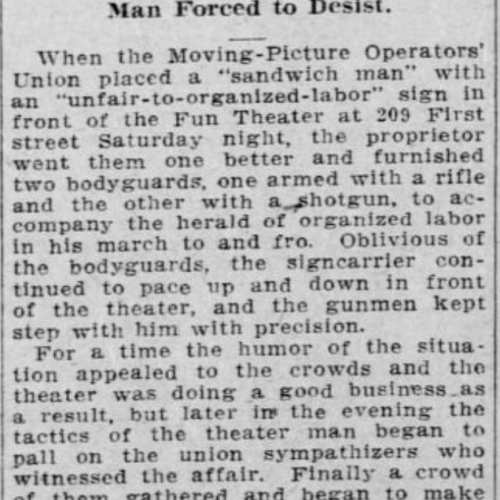 Man Forced to Desist.
When the Moving-Picture Operators'
Union placed a "sandwich man" with
an "unfair-to-organized-labor" sign in
front of the Fun Theater at 209 First
street Saturday night, the proprietor
went them one better and furnished
two bodyguards, one armed with a rifle
and the other with a shotgun, to ac-
company the herald of organized labor
in his march to and fro. Oblivious of
the bodyguards, the signcarrier con-
tinued to pace up and down in front
of the theater, and the gunmen kept
step with him with precision.
For a time the humor of the situa-
tion appealed to the crowds and the
theater was doing a good business as
a result, but later in the evening the
tactics of the theater man began to
pall on the union sympathizers who
witnessed the affair. Finally a crowd
of them gathered and began to make